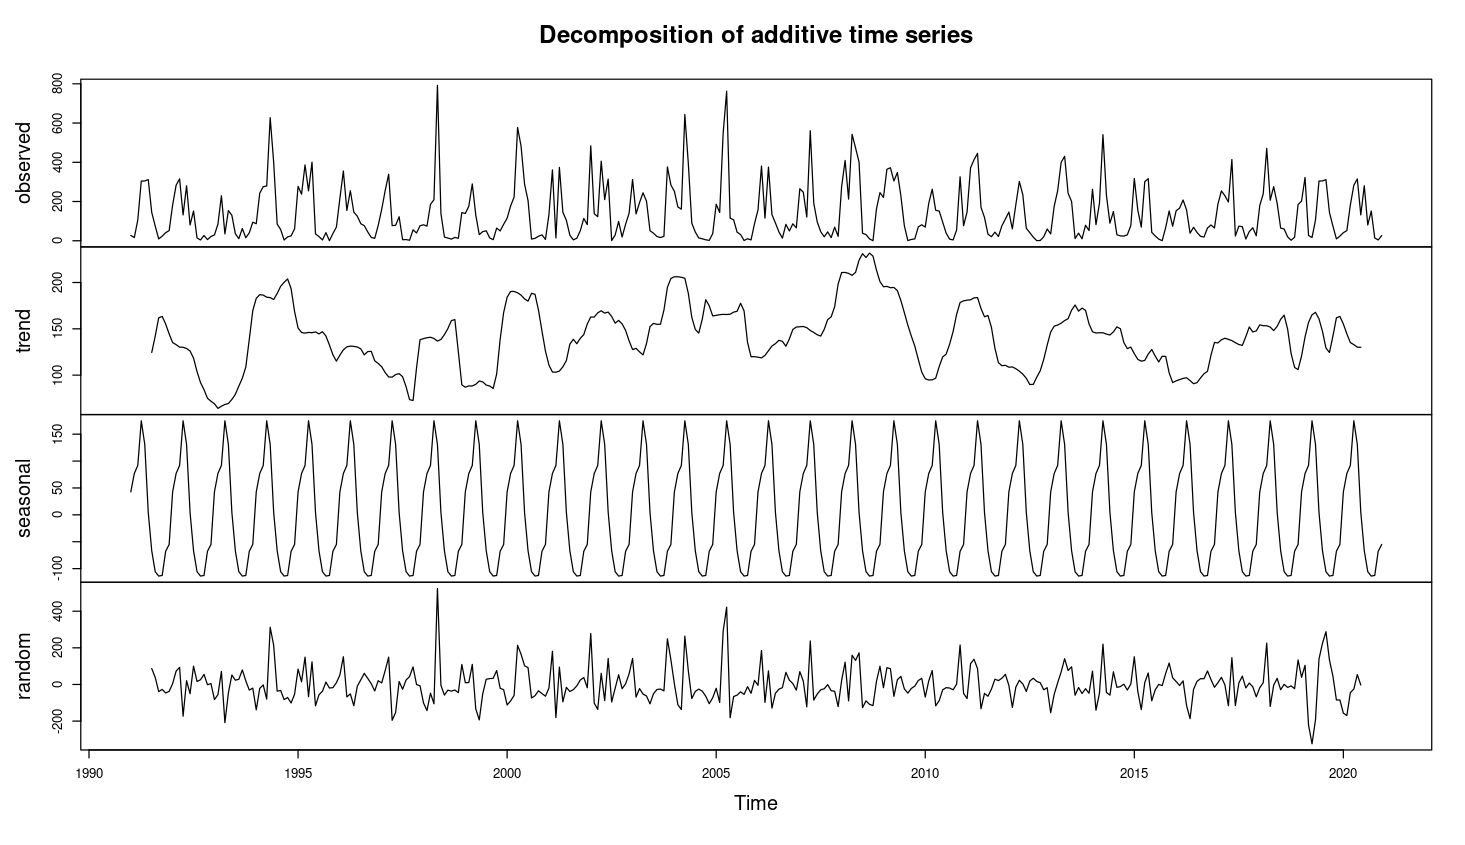 Decomposition of additive time series
observed
0 200 400 600 800
trend
100 150 200
seasonal
-100 0 50 150
random
-200 0 200 400
1990 1995 2000 2005 2010 2015 2020
Time